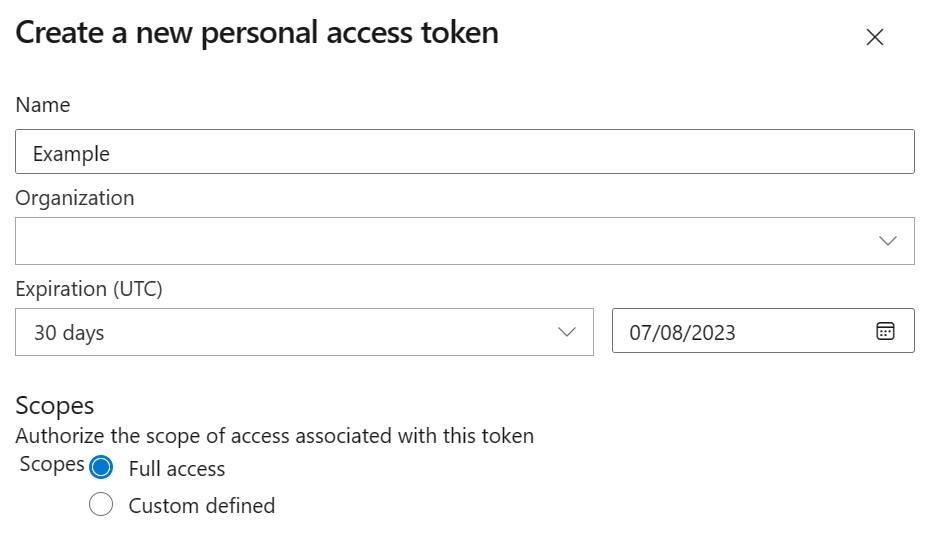 Create a new personal access token
Name
Example
Organization
Expiration (UTC)
30 days
07/08/2023
Scopes
Authorize the scope of access associated with this token
Scopes Full access
Custom defined